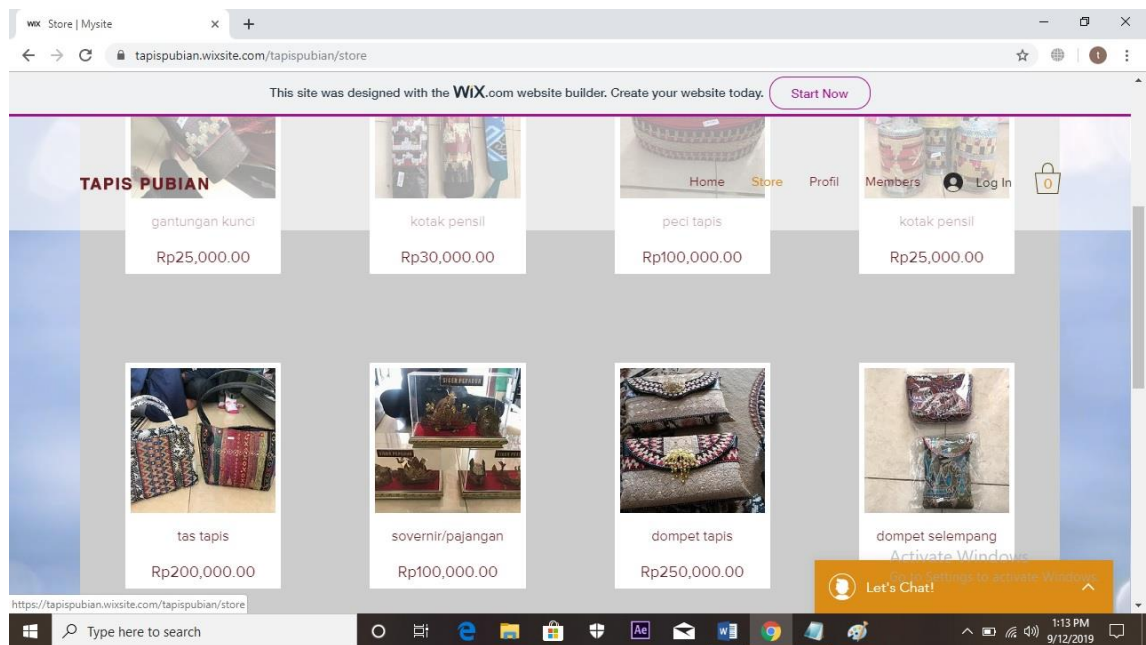 WIX Store | Mysite
tapispubian.wixsite.com/tapispubian/store
t
This site was designed with the WiX.com website builder. Create your website today. Start Now
TAPIS PUBIAN
Home Store Profil Members Log In 0
gantungan kunci kotak pensil peci tapis kotak pensil
Rp25,000.00 Rp30,000.00 Rp100,000.00 Rp25,000.00
tas tapis sovernir/pajangan dompet tapis dompet selempang
Rp200,000.00 Rp100,000.00 Rp250,000.00
Activate Windows
Go to Settings to activate Windows.
Let's Chat!
https://tapispubian.wixsite.com/tapispubian/store
Type here to search
Ae
1:13 PM
9/12/2019